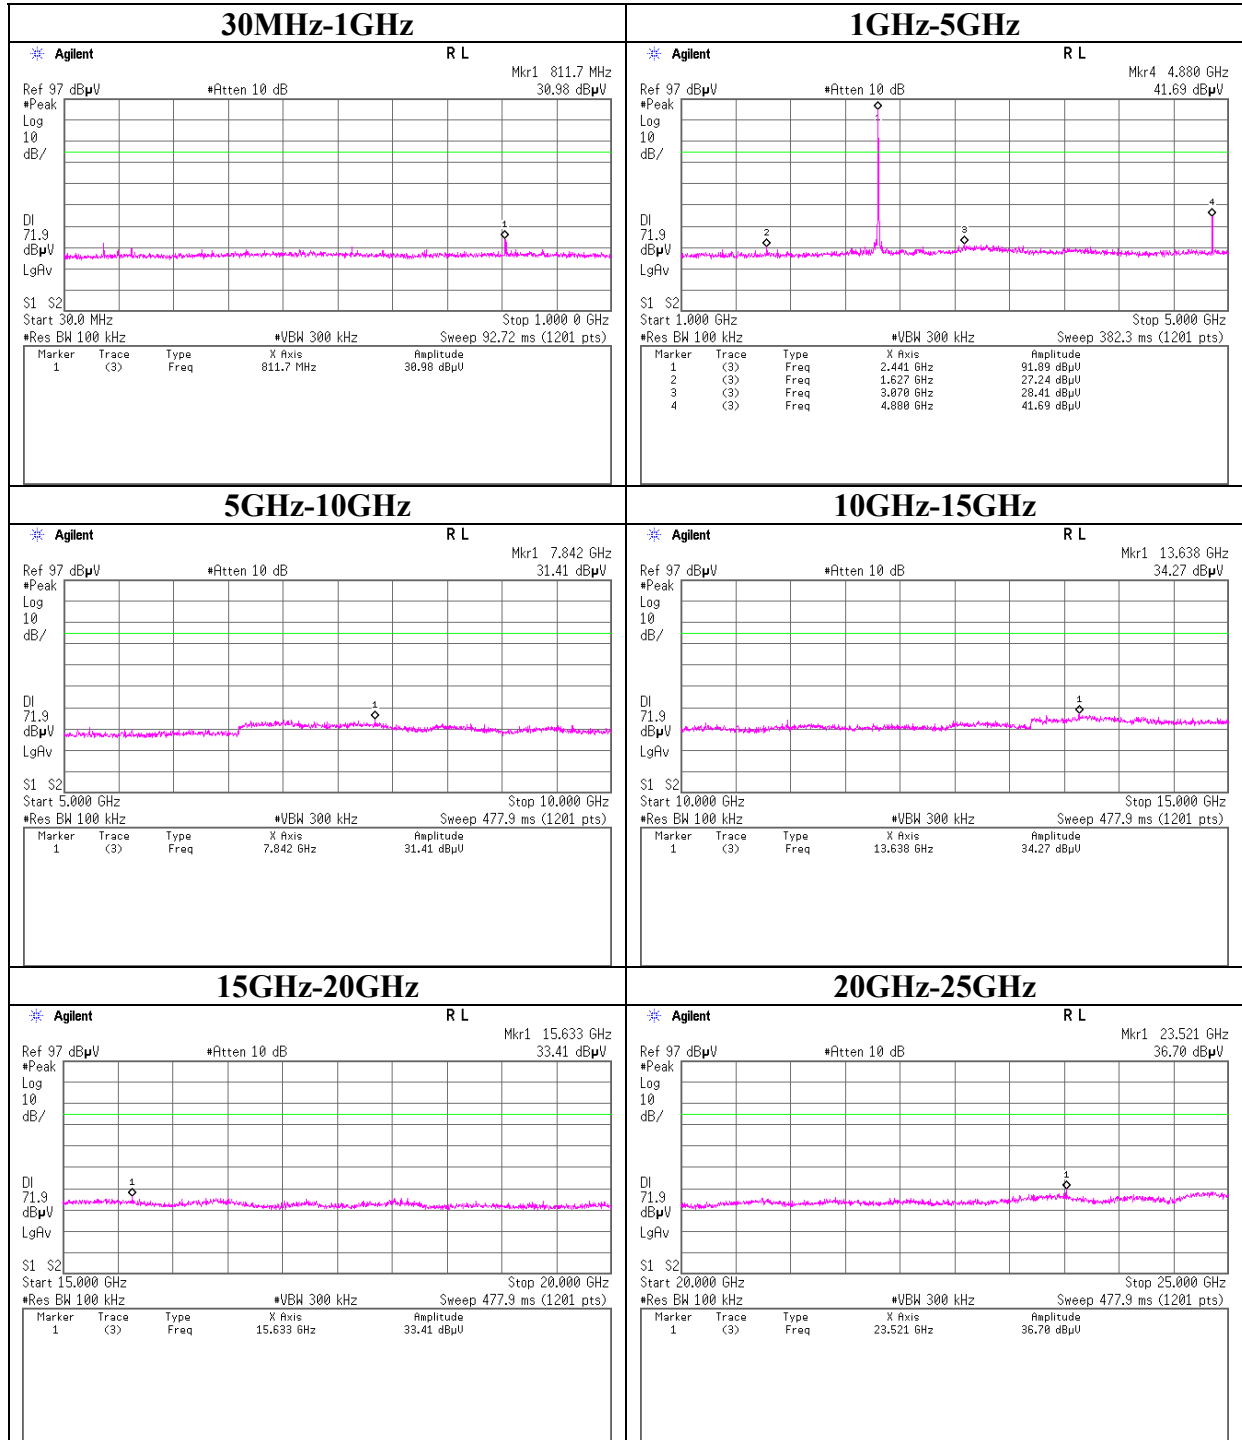 30MHz-1GHz
Agilent R L
Mkr1 811.7 MHz
Ref 97 dBµV #Atten 10 dB 30.98 dBµV
#Peak
Log
10
dB/
1
DI
71.9
dBµV
LgAv
S1 S2
Start 30.0 MHz Stop 1.000 0 GHz
#Res BW 100 kHz #VBW 300 kHz Sweep 92.72 ms (1201 pts)
Marker Trace Type X Axis Amplitude
1 (3) Freq 811.7 MHz 30.98 dBµV
1GHz-5GHz
Agilent R L
Mkr4 4.880 GHz
Ref 97 dBµV #Atten 10 dB 41.69 dBµV
#Peak
Log
10
dB/
1
4
2
3
DI
71.9
dBµV
LgAv
S1 S2
Start 1.000 GHz Stop 5.000 GHz
#Res BW 100 kHz #VBW 300 kHz Sweep 382.3 ms (1201 pts)
Marker Trace Type X Axis Amplitude
1 (3) Freq 2.441 GHz 91.89 dBµV
2 (3) Freq 1.627 GHz 27.24 dBµV
3 (3) Freq 3.070 GHz 28.41 dBµV
4 (3) Freq 4.880 GHz 41.69 dBµV
5GHz-10GHz
Agilent R L
Mkr1 7.842 GHz
Ref 97 dBµV #Atten 10 dB 31.41 dBµV
#Peak
Log
10
dB/
1
DI
71.9
dBµV
LgAv
S1 S2
Start 5.000 GHz Stop 10.000 GHz
#Res BW 100 kHz #VBW 300 kHz Sweep 477.9 ms (1201 pts)
Marker Trace Type X Axis Amplitude
1 (3) Freq 7.842 GHz 31.41 dBµV
10GHz-15GHz
Agilent R L
Mkr1 13.638 GHz
Ref 97 dBµV #Atten 10 dB 34.27 dBµV
#Peak
Log
10
dB/
1
DI
71.9
dBµV
LgAv
S1 S2
Start 10.000 GHz Stop 15.000 GHz
#Res BW 100 kHz #VBW 300 kHz Sweep 477.9 ms (1201 pts)
Marker Trace Type X Axis Amplitude
1 (3) Freq 13.638 GHz 34.27 dBµV
15GHz-20GHz
Agilent R L
Mkr1 15.633 GHz
Ref 97 dBµV #Atten 10 dB 33.41 dBµV
#Peak
Log
10
dB/
1
DI
71.9
dBµV
LgAv
S1 S2
Start 15.000 GHz Stop 20.000 GHz
#Res BW 100 kHz #VBW 300 kHz Sweep 477.9 ms (1201 pts)
Marker Trace Type X Axis Amplitude
1 (3) Freq 15.633 GHz 33.41 dBµV
20GHz-25GHz
Agilent R L
Mkr1 23.521 GHz
Ref 97 dBµV #Atten 10 dB 36.70 dBµV
#Peak
Log
10
dB/
1
DI
71.9
dBµV
LgAv
S1 S2
Start 20.000 GHz Stop 25.000 GHz
#Res BW 100 kHz #VBW 300 kHz Sweep 477.9 ms (1201 pts)
Marker Trace Type X Axis Amplitude
1 (3) Freq 23.521 GHz 36.70 dBµV